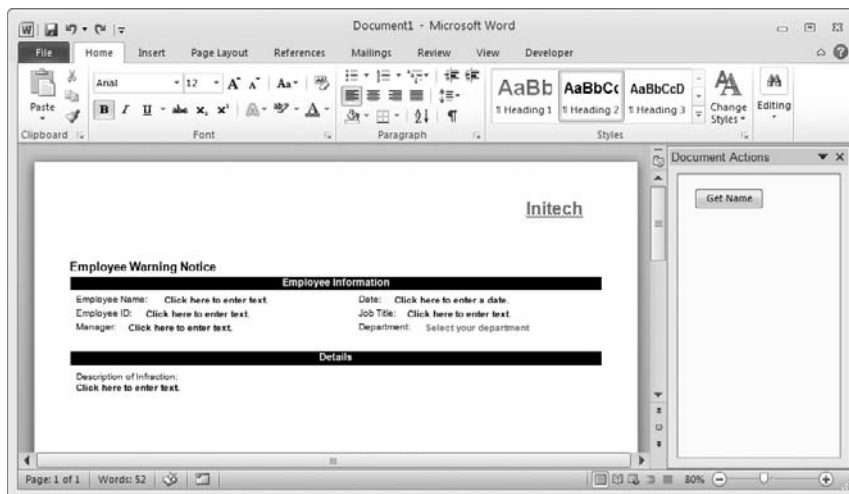 Document1 - Microsoft Word
File Home Insert Page Layout References Mailings Review View Developer
Arial 12 A A Aa
Paste B I U abc X₂ X² A
AaBb AaBbCc AaBbCcD
¶ Heading 1 ¶ Heading 2 ¶ Heading 3
Change Styles
Editing
Clipboard Font Paragraph Styles
Document Actions
Get Name
Initech
Employee Warning Notice
Employee Information
Employee Name: Click here to enter text. Date: Click here to enter a date.
Employee ID: Click here to enter text. Job Title: Click here to enter text.
Manager: Click here to enter text. Department: Select your department
Details
Description of Infraction:
Click here to enter text.
Page: 1 of 1 Words: 52 80%